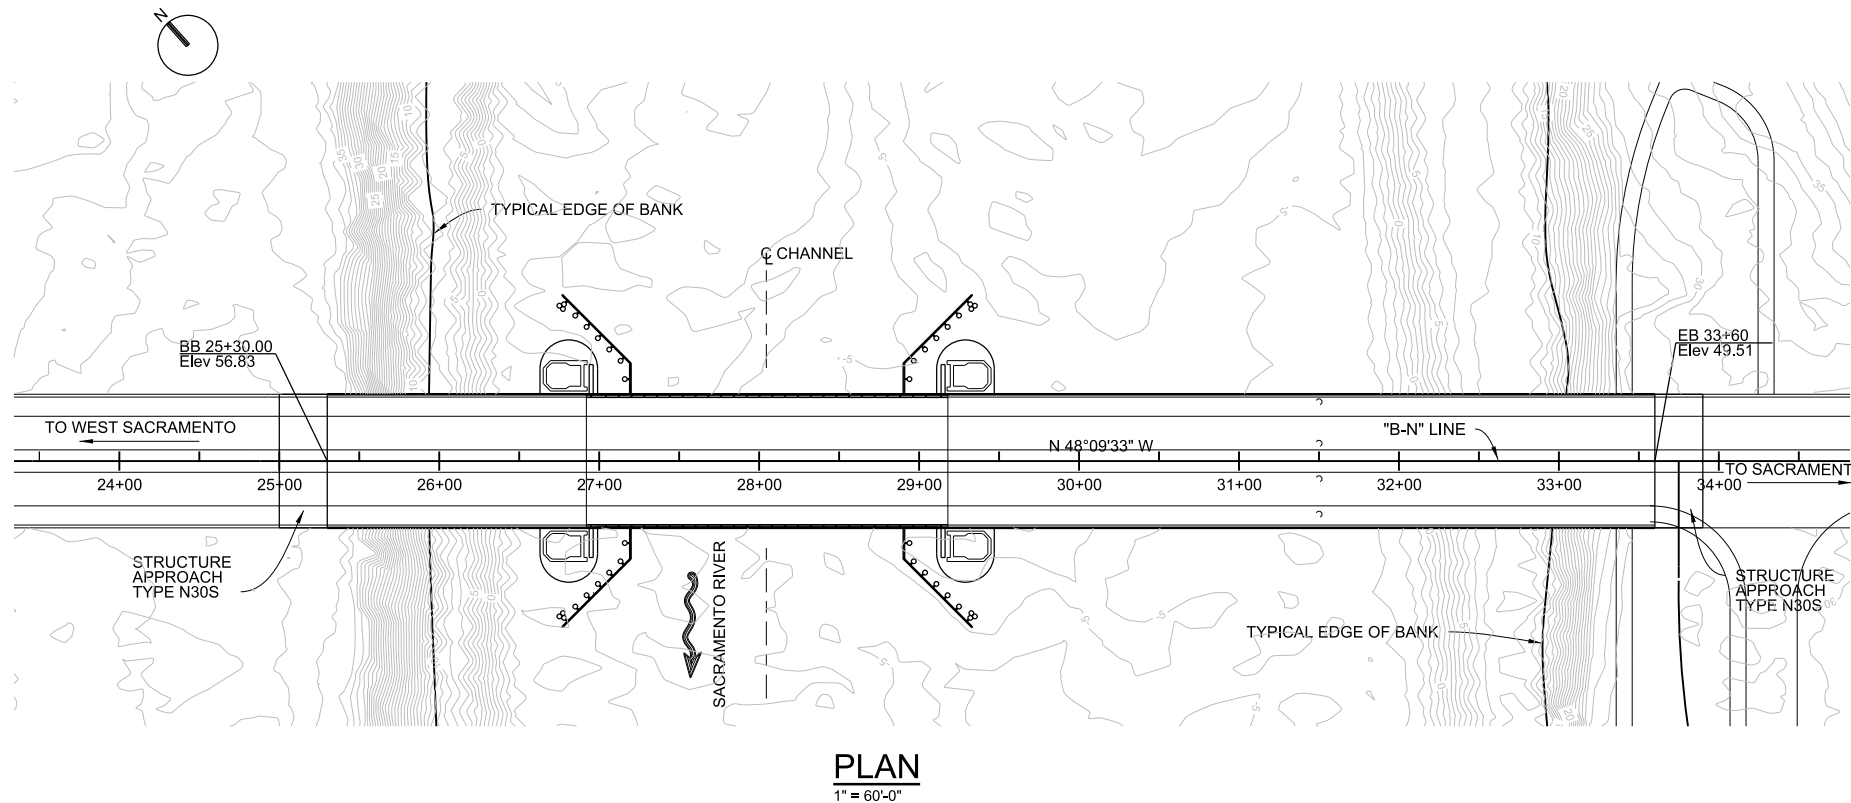 N
TYPICAL EDGE OF BANK
℄ CHANNEL
BB 25+30.00
Elev 56.83
EB 33+60
Elev 49.51
TO WEST SACRAMENTO
N 48°09'33" W
"B-N" LINE
TO SACRAMENT
24+00 25+00 26+00 27+00 28+00 29+00 30+00 31+00 32+00 33+00 34+00
STRUCTURE
APPROACH
TYPE N30S
SACRAMENTO RIVER
TYPICAL EDGE OF BANK
STRUCTURE
APPROACH
TYPE N30S
PLAN
1" = 60'-0"